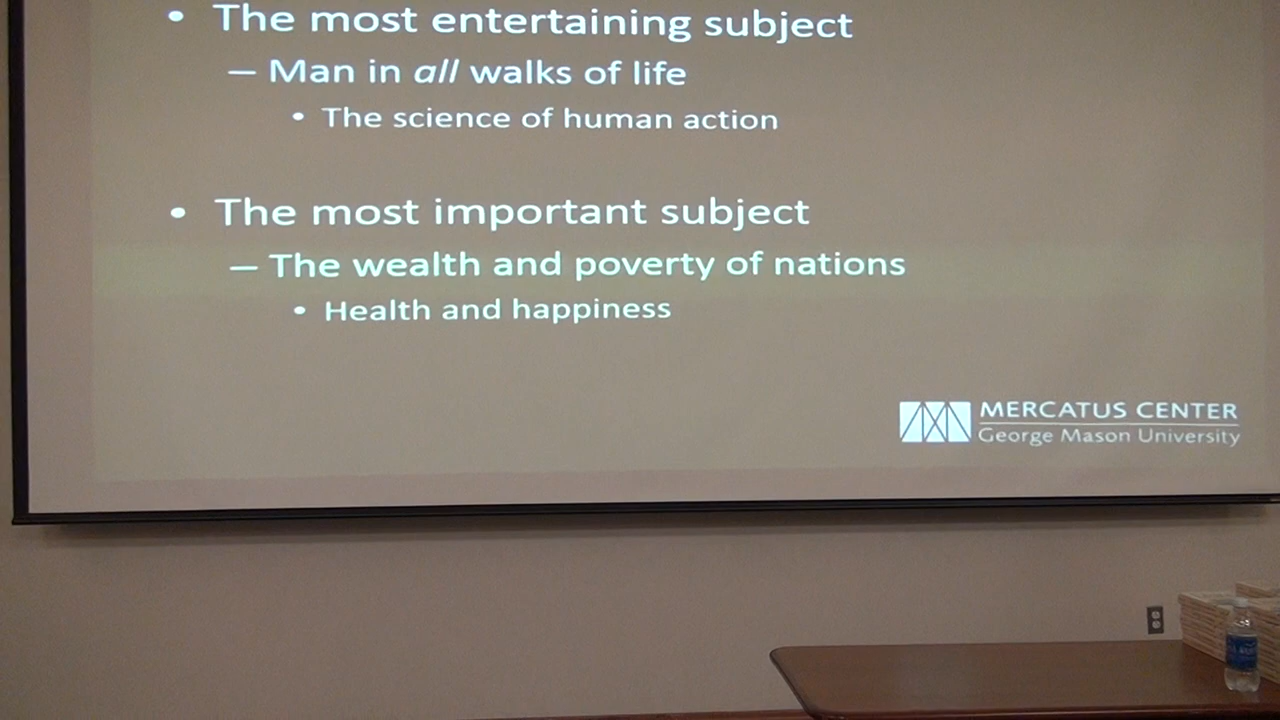 • The most entertaining subject
– Man in all walks of life
• The science of human action
• The most important subject
– The wealth and poverty of nations
• Health and happiness
MERCATUS CENTER
George Mason University